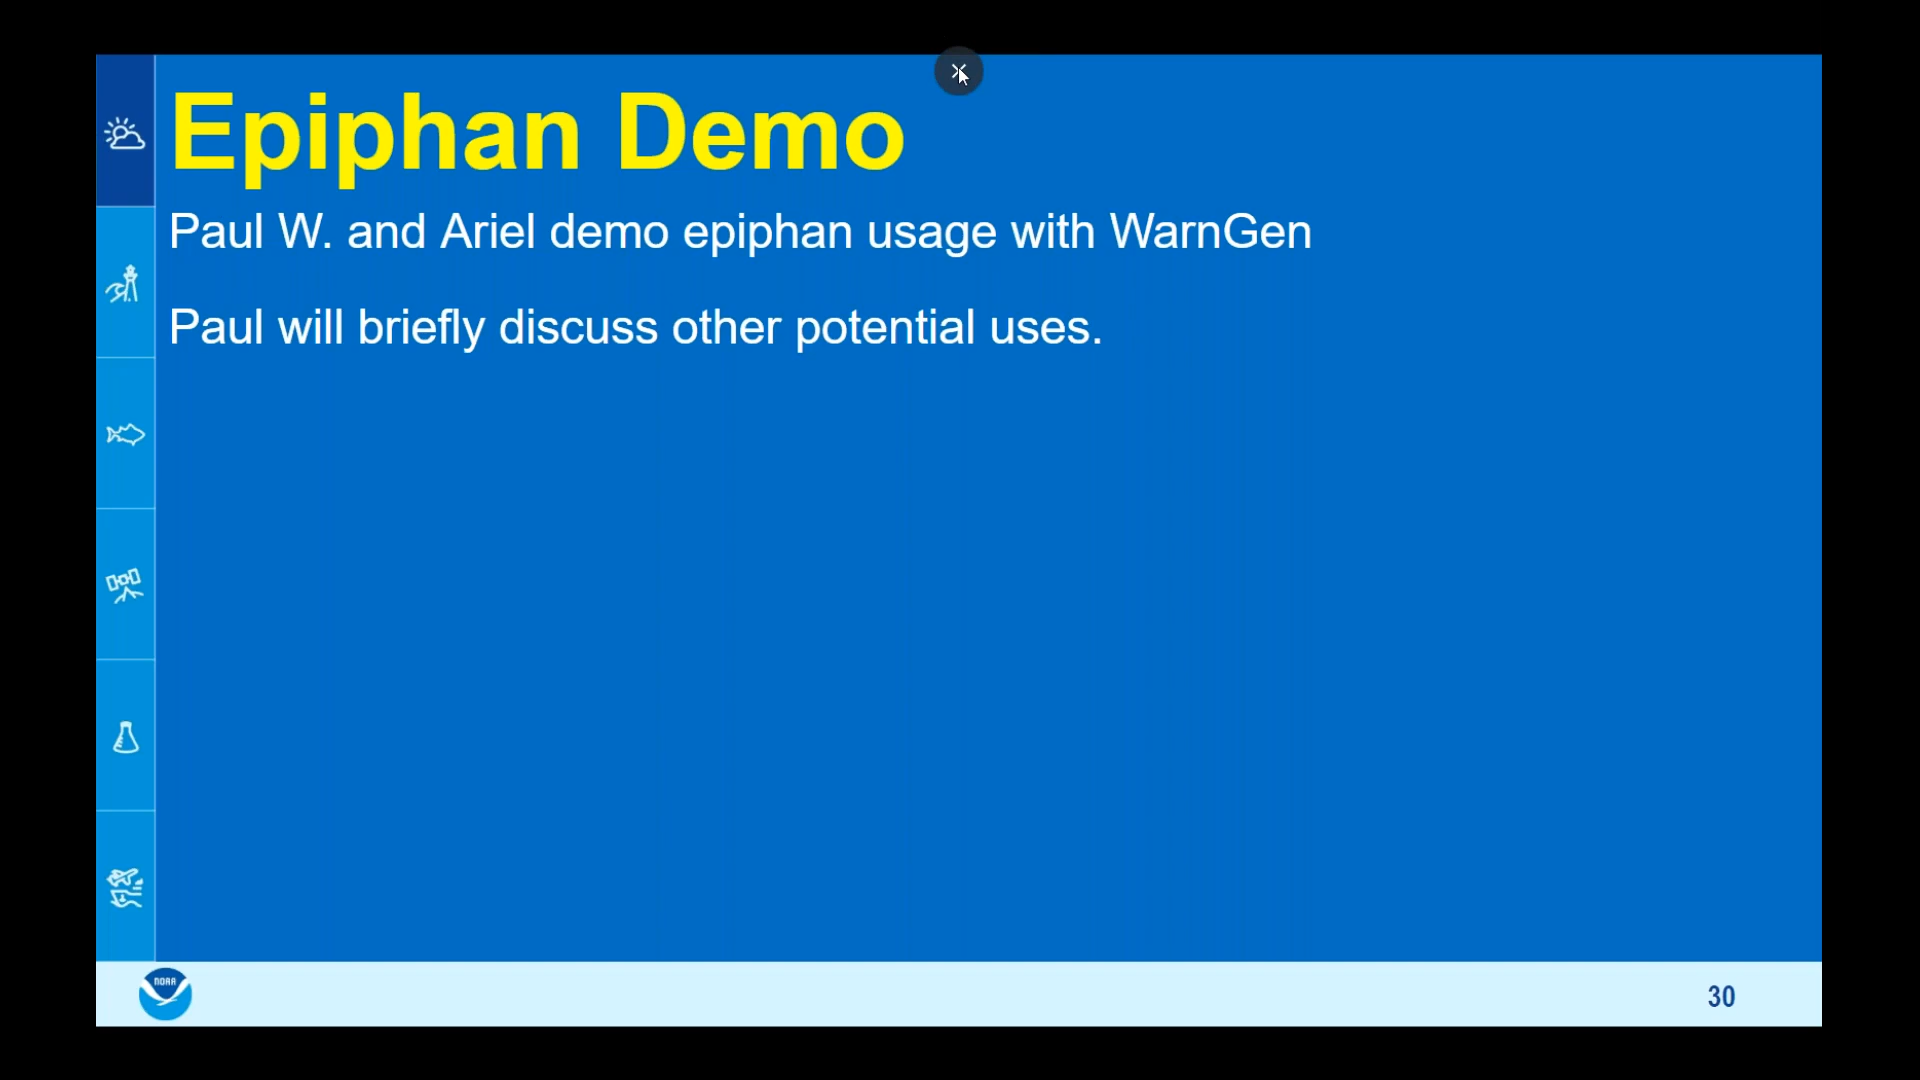 Epiphan Demo
Paul W. and Ariel demo epiphan usage with WarnGen
Paul will briefly discuss other potential uses.
NOAA
30